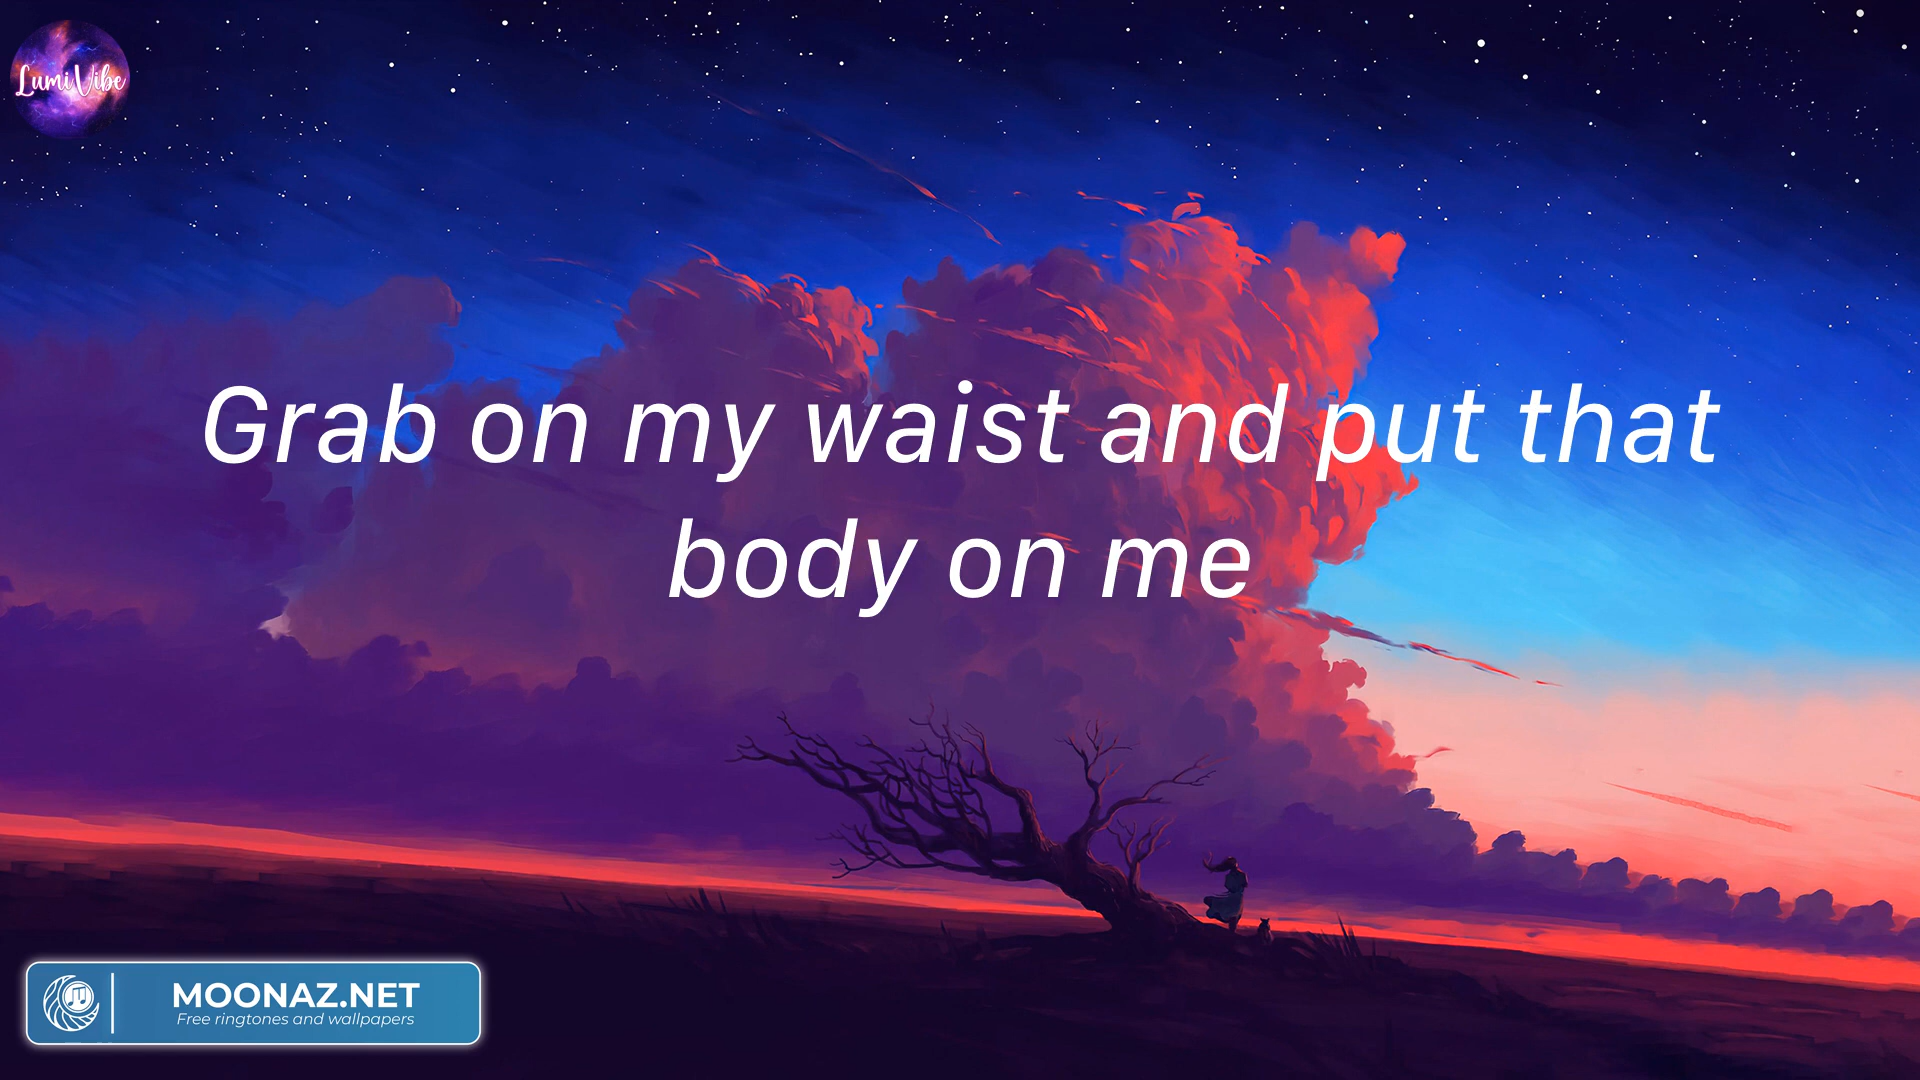 LumiVibe
Grab on my waist and put that
body on me
MOONAZ.NET
Free ringtones and wallpapers